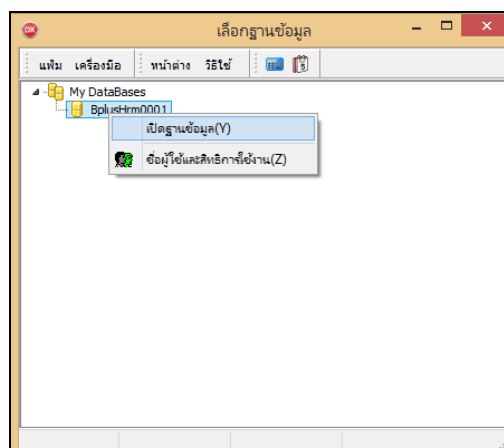 DX
เลือกฐานข้อมูล
แฟ้ม เครื่องมือ หน้าต่าง วิธีใช้
My DataBases
BplusHrm0001
เปิดฐานข้อมูล(Y)
ชื่อผู้ใช้และสิทธิการใช้งาน(Z)